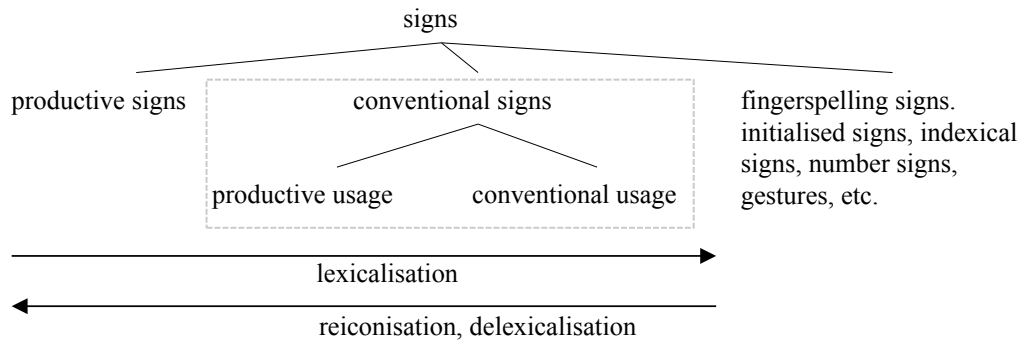 signs
productive signs
conventional signs
fingerspelling signs.
initialised signs, indexical
signs, number signs,
gestures, etc.
productive usage
conventional usage
lexicalisation
reiconisation, delexicalisation